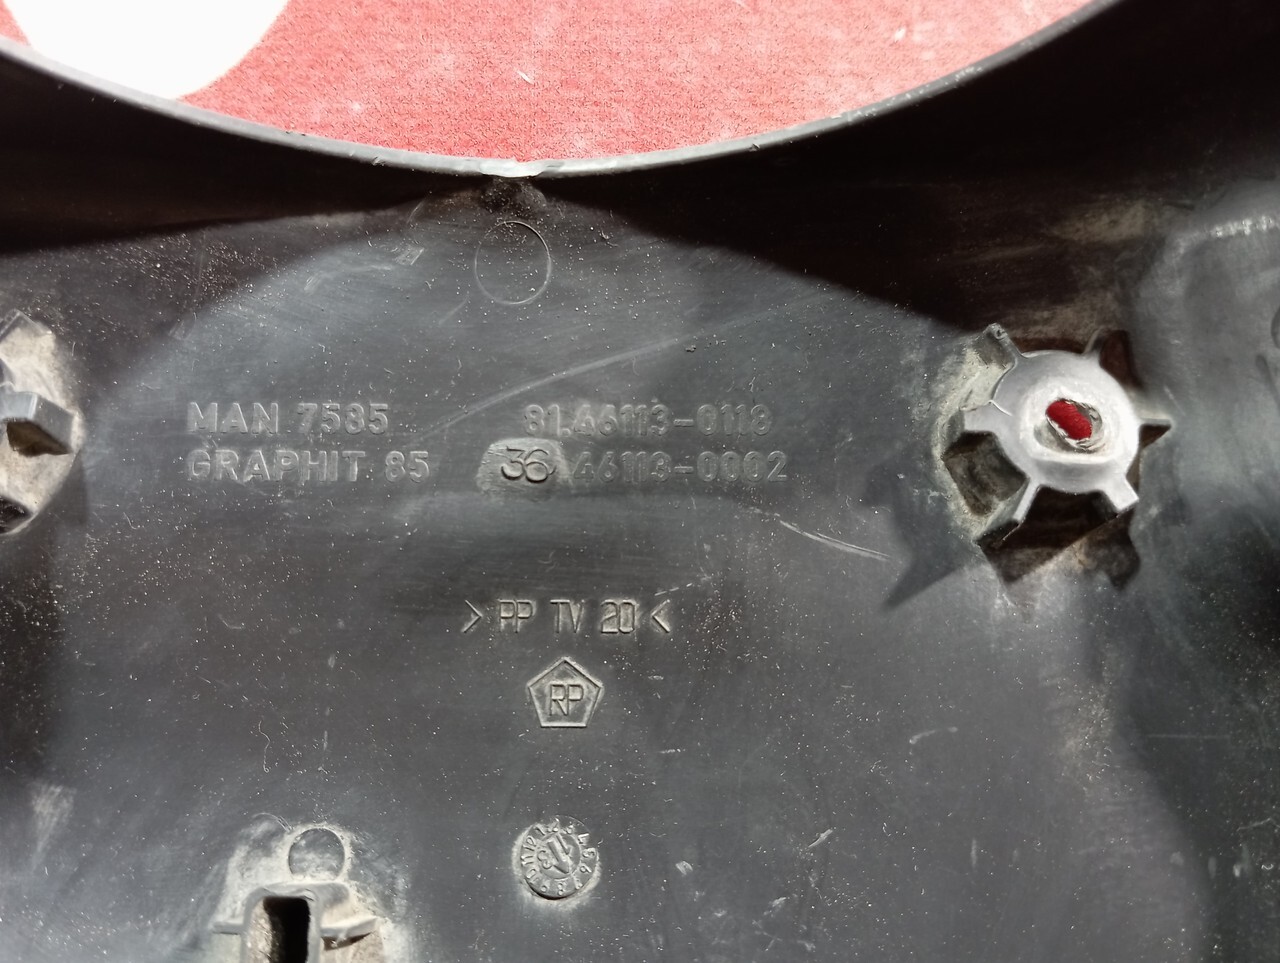 MAN 7585 81.46113-0118
GRAPHIT 85 36 46113-0002
> PP TV 20 <
RP